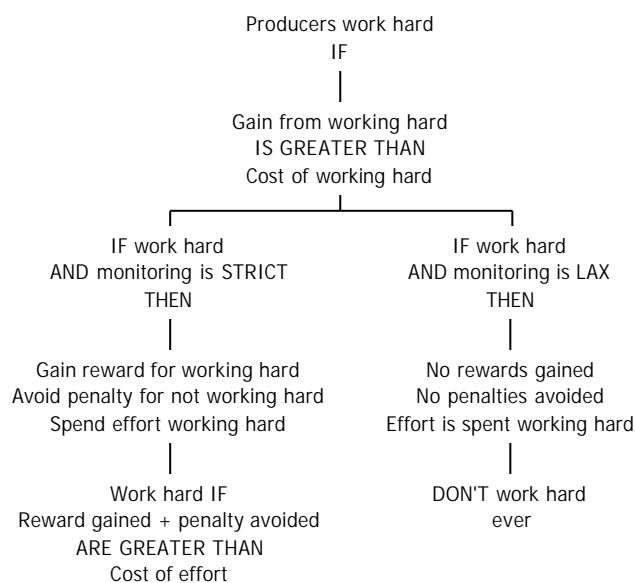 Producers work hard
IF
Gain from working hard
IS GREATER THAN
Cost of working hard
IF work hard
AND monitoring is STRICT
THEN
Gain reward for working hard
Avoid penalty for not working hard
Spend effort working hard
Work hard IF
Reward gained + penalty avoided
ARE GREATER THAN
Cost of effort
IF work hard
AND monitoring is LAX
THEN
No rewards gained
No penalties avoided
Effort is spent working hard
DON'T work hard
ever